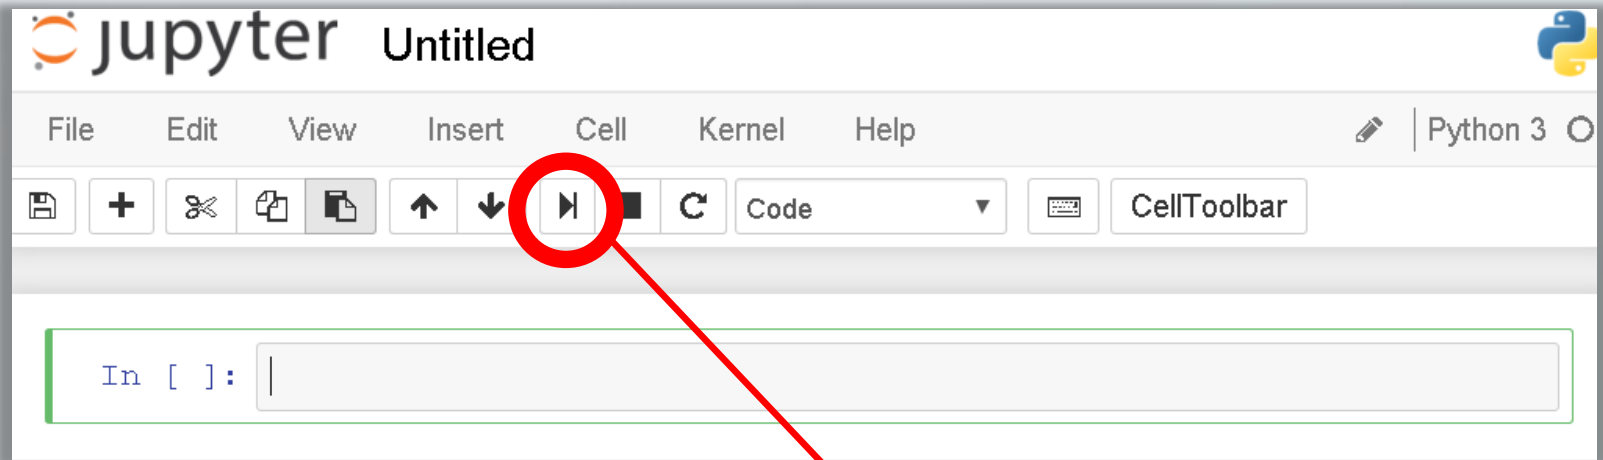 jupyter Untitled
File Edit View Insert Cell Kernel Help Python 3
Code CellToolbar
In [ ]: